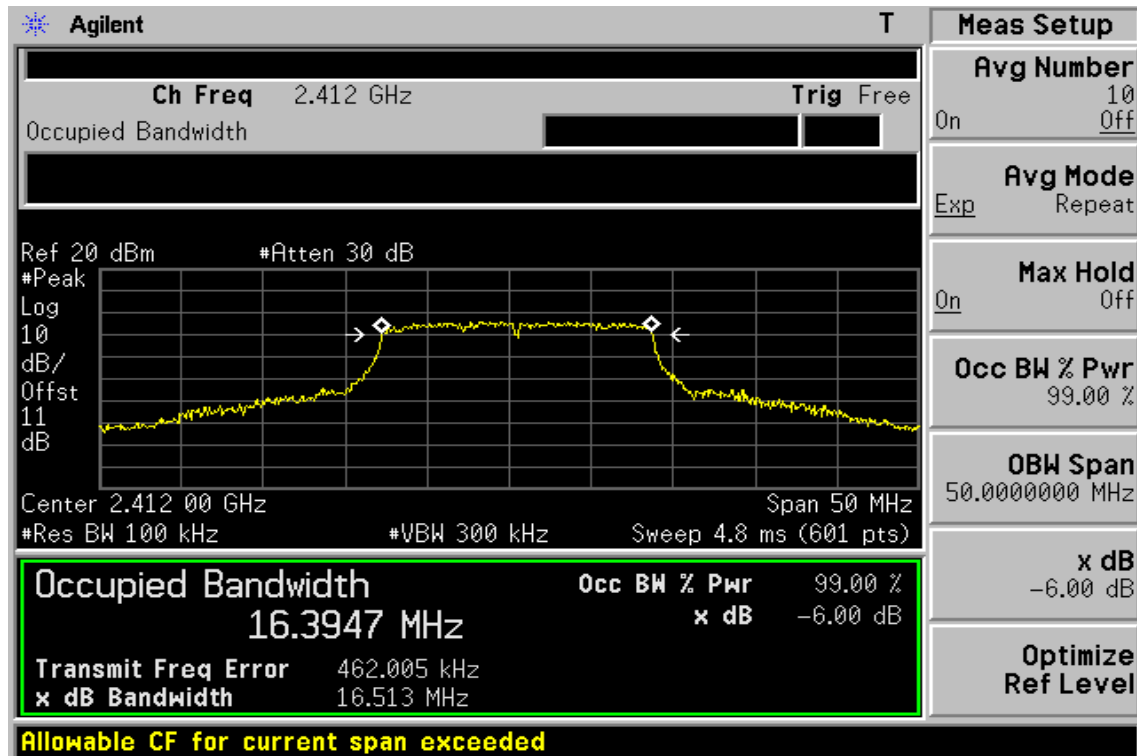 Agilent T
Ch Freq 2.412 GHz Trig Free
Occupied Bandwidth
Ref 20 dBm #Atten 30 dB
#Peak
Log
10
dB/
Offst
11
dB
Center 2.412 00 GHz Span 50 MHz
#Res BW 100 kHz #VBW 300 kHz Sweep 4.8 ms (601 pts)
Occupied Bandwidth Occ BW % Pwr 99.00 %
16.3947 MHz x dB -6.00 dB
Transmit Freq Error 462.005 kHz
x dB Bandwidth 16.513 MHz
Allowable CF for current span exceeded
Meas Setup
Avg Number
10
On Off
Avg Mode
Exp Repeat
Max Hold
On Off
Occ BW % Pwr
99.00 %
OBW Span
50.0000000 MHz
x dB
-6.00 dB
Optimize
Ref Level